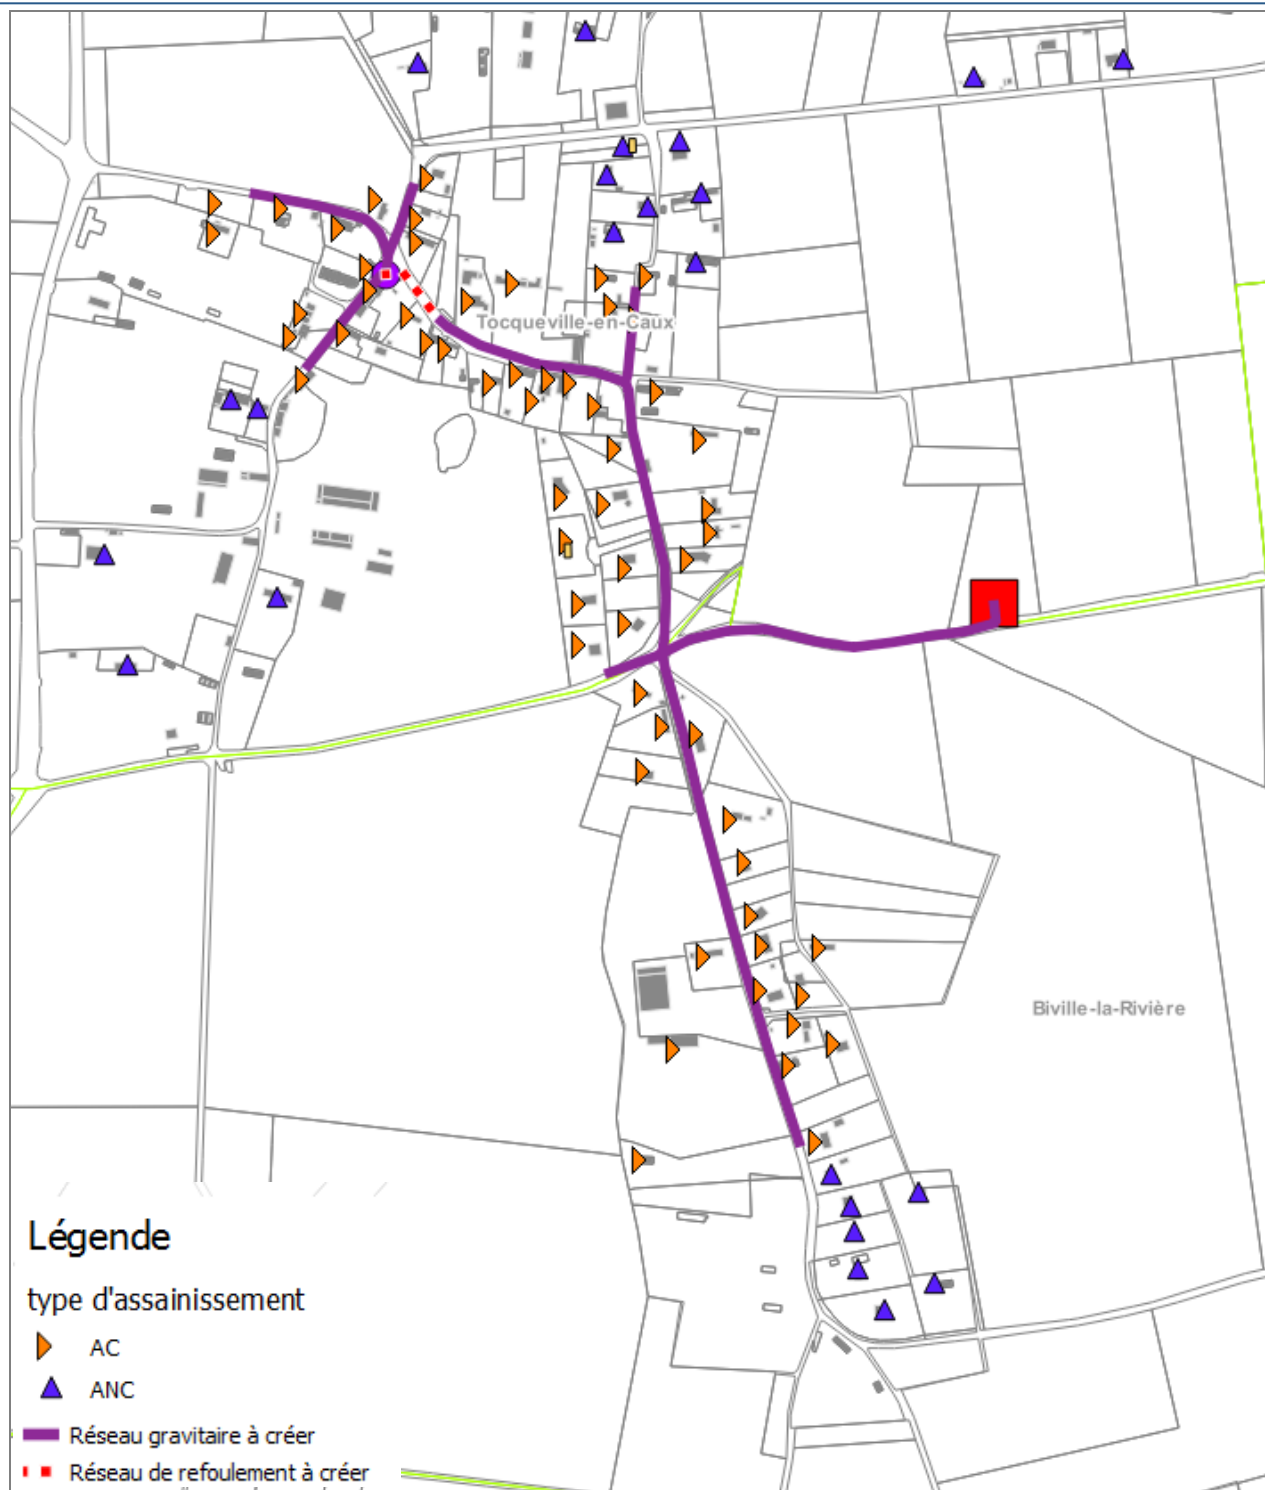 Tocqueville-en-Caux
Biville-la-Rivière
Légende
type d'assainissement
AC
ANC
Réseau gravitaire à créer
Réseau de refoulement à créer